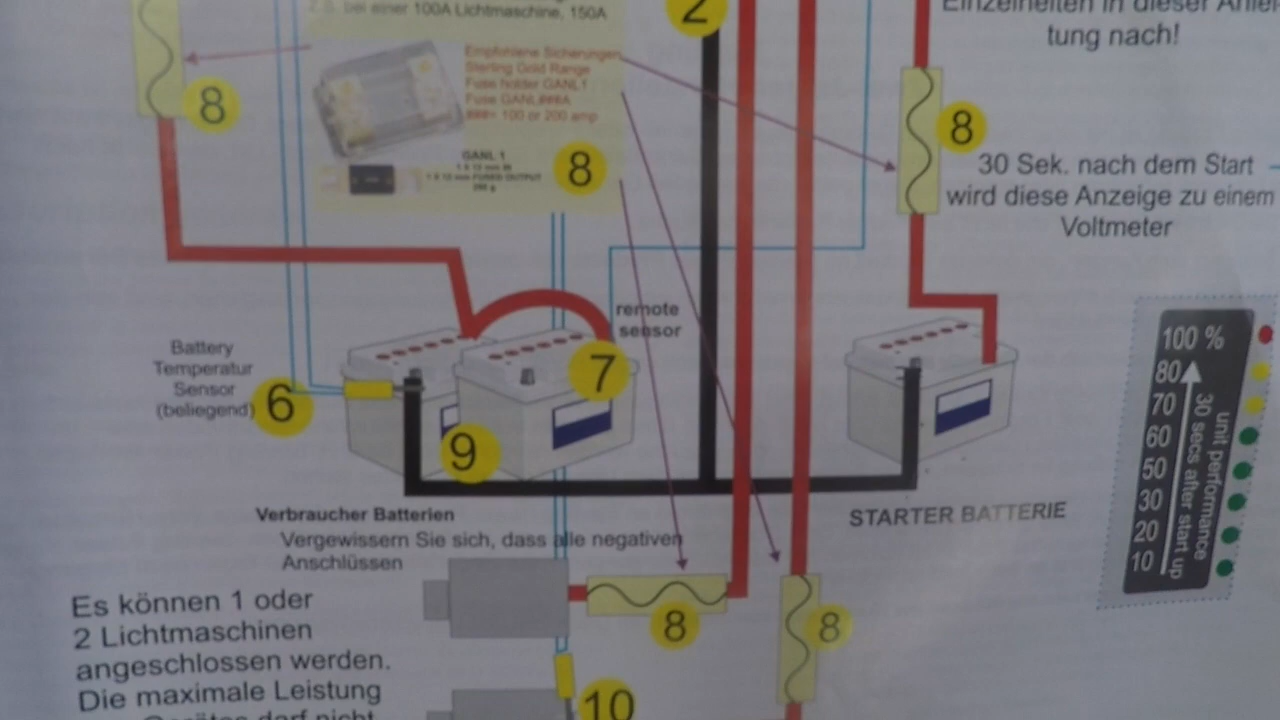 bei einer 100A Lichtmaschine, 150A
2
Einzelheiten in dieser Anlei-
tung nach!
Empfohlene Sicherungen
Sterling Gold Range
Fuse holder GANL1
Fuse GANL###A
###= 100 or 200 amp
GANL 1
8
8
8
30 Sek. nach dem Start
wird diese Anzeige zu einem
Voltmeter
remote
sensor
Battery
Temperatur
Sensor
(beliegend)
6
7
9
100 %
80
70
60
50
30
20
10
30 secs after start up
unit performance
Verbraucher Batterien
Vergewissern Sie sich, dass alle negativen
Anschlüssen
STARTER BATTERIE
Es können 1 oder
2 Lichtmaschinen
angeschlossen werden.
Die maximale Leistung
darf nicht
8
8
10